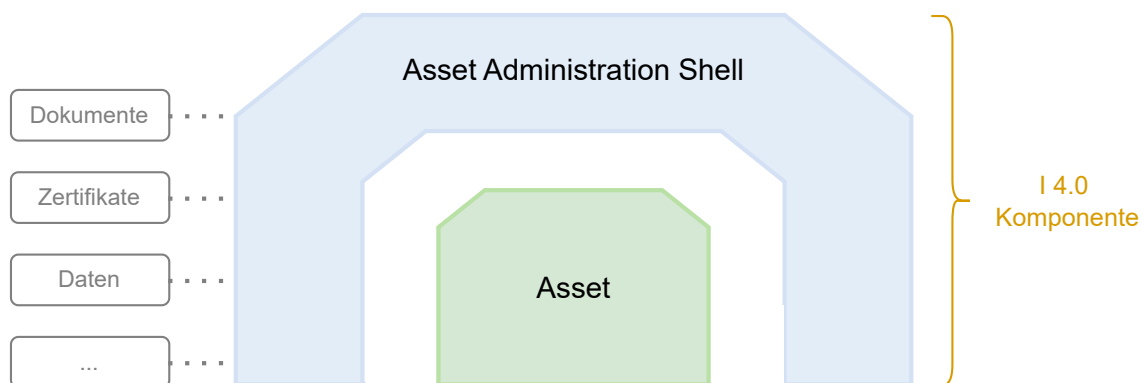 Asset Administration Shell
Dokumente
Zertifikate
Daten
...
Asset
I 4.0
Komponente